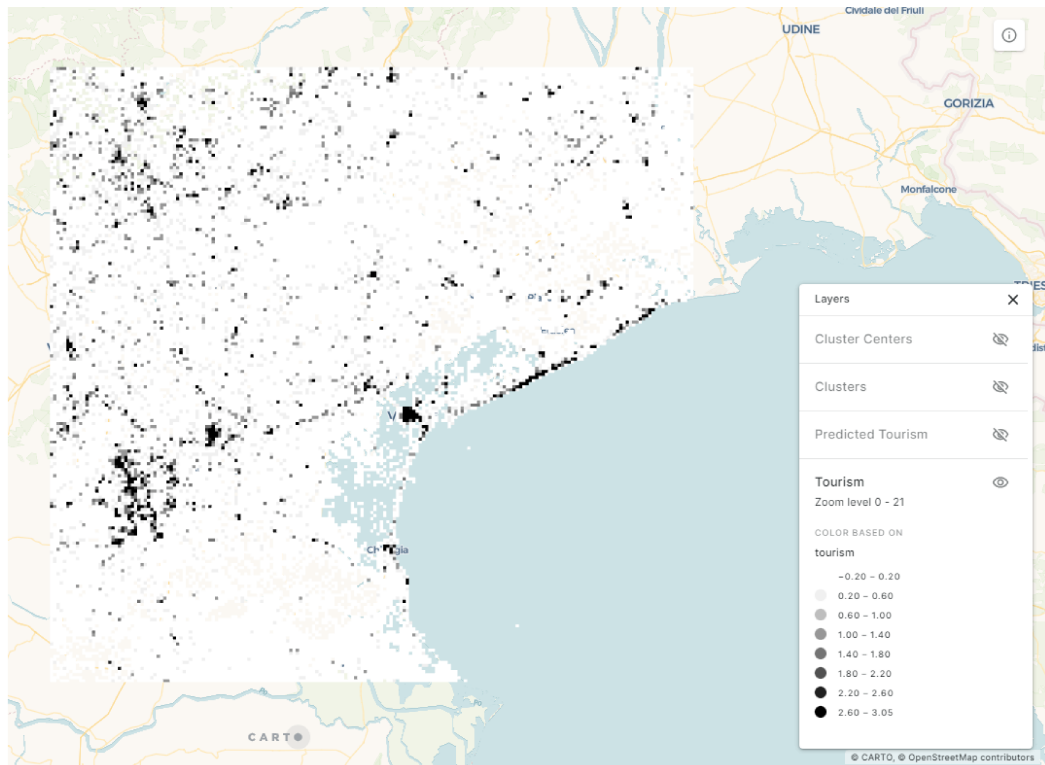 Cividale del Friuli
UDINE
GORIZIA
Monfalcone
Layers
Cluster Centers
Clusters
Predicted Tourism
Tourism
Zoom level 0 - 21
COLOR BASED ON
tourism
−0.20 – 0.20
0.20 – 0.60
0.60 – 1.00
1.00 – 1.40
1.40 – 1.80
1.80 – 2.20
2.20 – 2.60
2.60 – 3.05
CARTO
© CARTO, © OpenStreetMap contributors